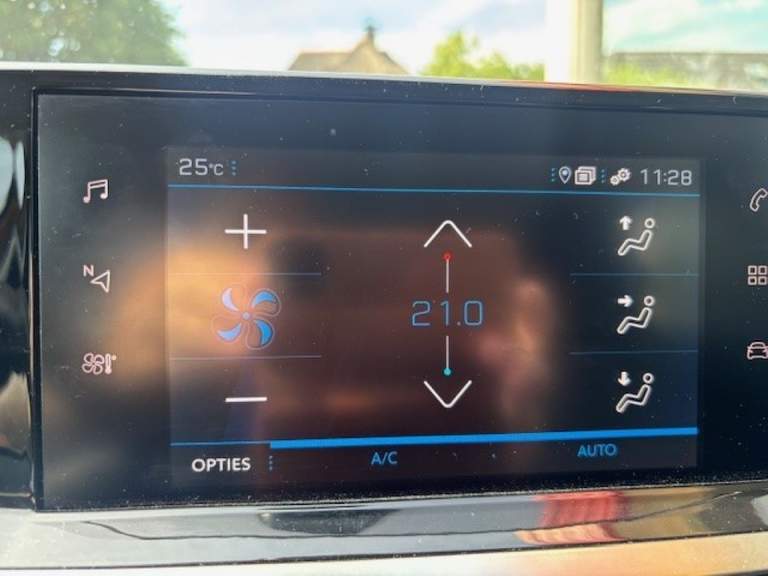 25°C 11:28
N
21.0
OPTIES A/C AUTO